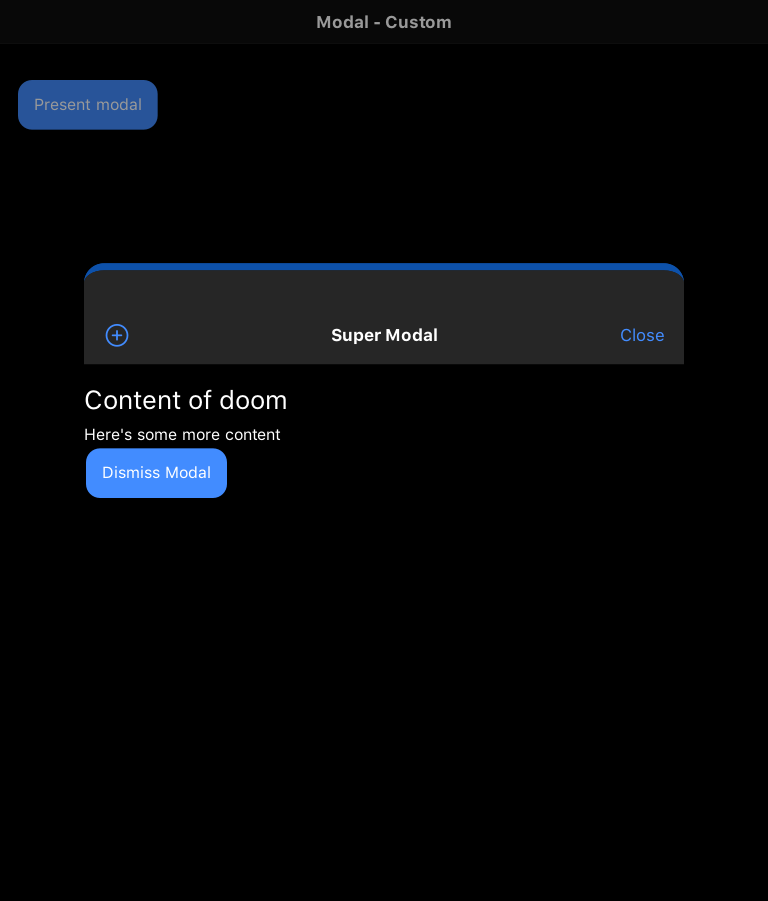 Modal - Custom
Present modal
Super Modal
Close
Content of doom
Here's some more content
Dismiss Modal